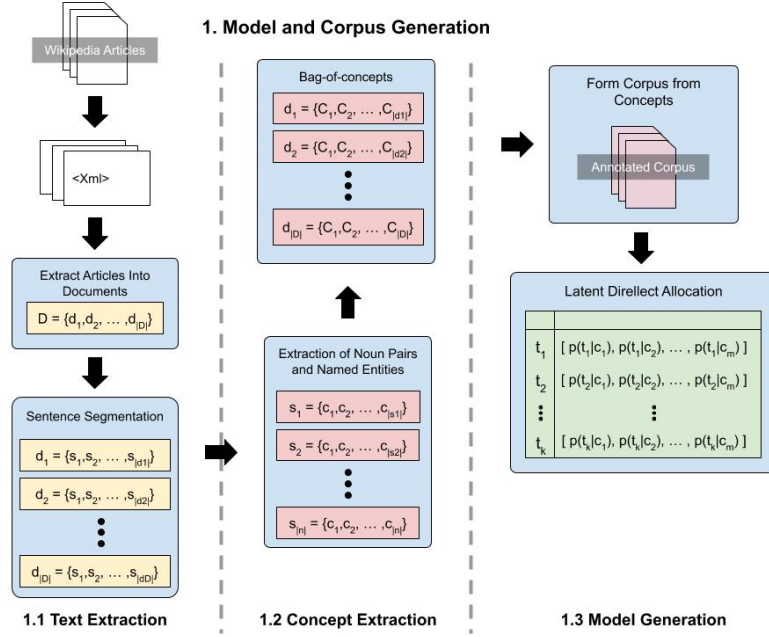 1. Model and Corpus Generation
Wikipedia Articles
<Xml>
Extract Articles Into
Documents
D = {d₁,d₂, … ,d|D|}
Sentence Segmentation
d₁ = {s₁,s₂, … ,s|d1|}
d₂ = {s₁,s₂, … ,s|d2|}
d|D| = {s₁,s₂, … ,s|dD|}
1.1 Text Extraction
Bag-of-concepts
d₁ = {C₁,C₂, … ,C|d1|}
d₂ = {C₁,C₂, … ,C|d2|}
d|D| = {C₁,C₂, … ,C|D|}
Extraction of Noun Pairs
and Named Entities
s₁ = {c₁,c₂, … ,c|s1|}
s₂ = {c₁,c₂, … ,c|s2|}
s|n| = {c₁,c₂, … ,c|n|}
1.2 Concept Extraction
Form Corpus from
Concepts
Annotated Corpus
Latent Direllect Allocation
t₁ [ p(t₁|c₁), p(t₁|c₂), … , p(t₁|cₘ) ]
t₂ [ p(t₂|c₁), p(t₂|c₂), … , p(t₂|cₘ) ]
tₖ [ p(tₖ|c₁), p(tₖ|c₂), … , p(tₖ|cₘ) ]
1.3 Model Generation